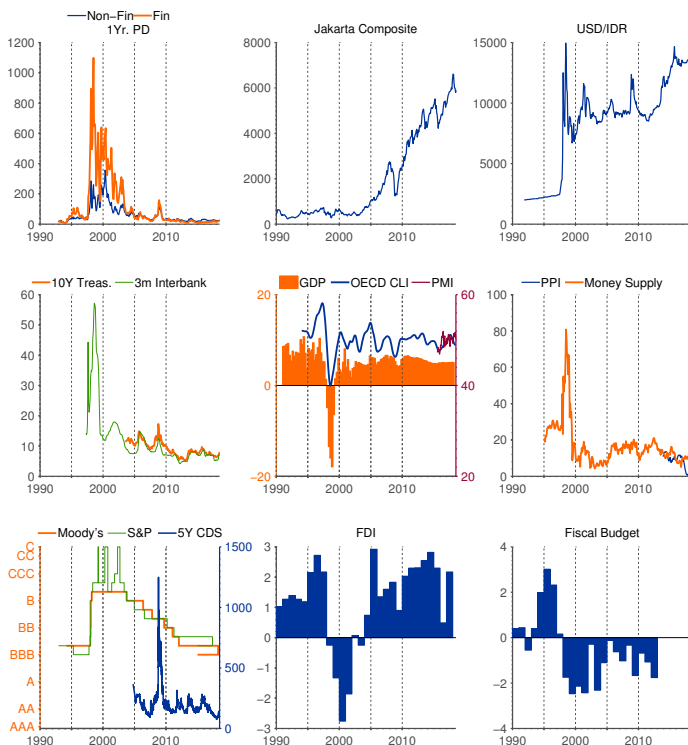 Non-Fin Fin
1Yr. PD
Jakarta Composite
USD/IDR
1200
1000
800
600
400
200
0
1990 2000 2010
8000
6000
4000
2000
0
1990 2000 2010
15000
10000
5000
0
1990 2000 2010
10Y Treas. 3m Interbank
GDP OECD CLI PMI
PPI Money Supply
60
50
40
30
20
10
0
1990 2000 2010
20
0
−20
60
40
20
1990 2000 2010
100
80
60
40
20
0
1990 2000 2010
Moody's S&P 5Y CDS
FDI
Fiscal Budget
C
CC
CCC
B
BB
BBB
A
AA
AAA
1500
1000
500
0
1990 2000 2010
3
2
1
0
−1
−2
−3
1990 2000 2010
4
2
0
−2
−4
1990 2000 2010